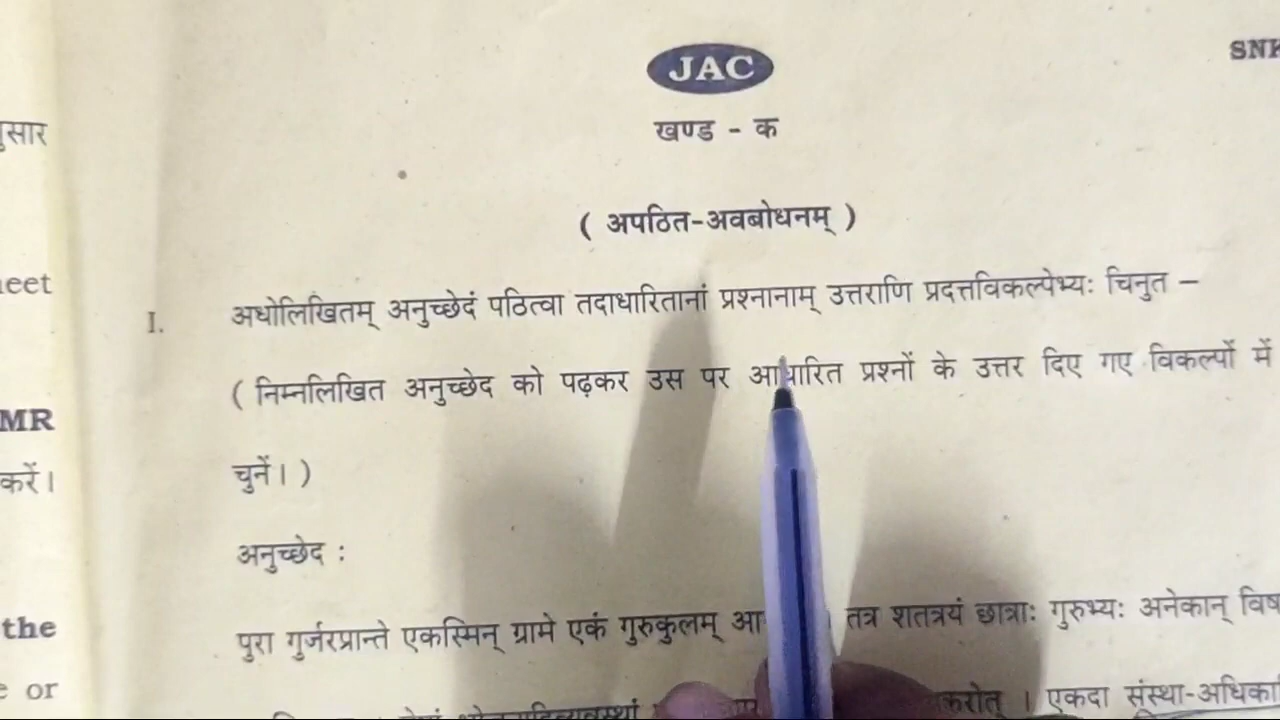 JAC
SNK
खण्ड - क
( अपठित-अवबोधनम् )
I. अधोलिखितम् अनुच्छेदं पठित्वा तदाधारितानां प्रश्नानाम् उत्तराणि प्रदत्तविकल्पेभ्यः चिनुत –
( निम्नलिखित अनुच्छेद को पढ़कर उस पर आधारित प्रश्नों के उत्तर दिए गए विकल्पों में
चुनें। )
अनुच्छेद :
पुरा गुर्जरप्रान्ते एकस्मिन् ग्रामे एकं गुरुकुलम् तत्र शतत्रयं छात्राः गुरुभ्यः अनेकान्
। एकदा संस्था-अधिकारि
ुसार
eet
MR
करें।
the
or